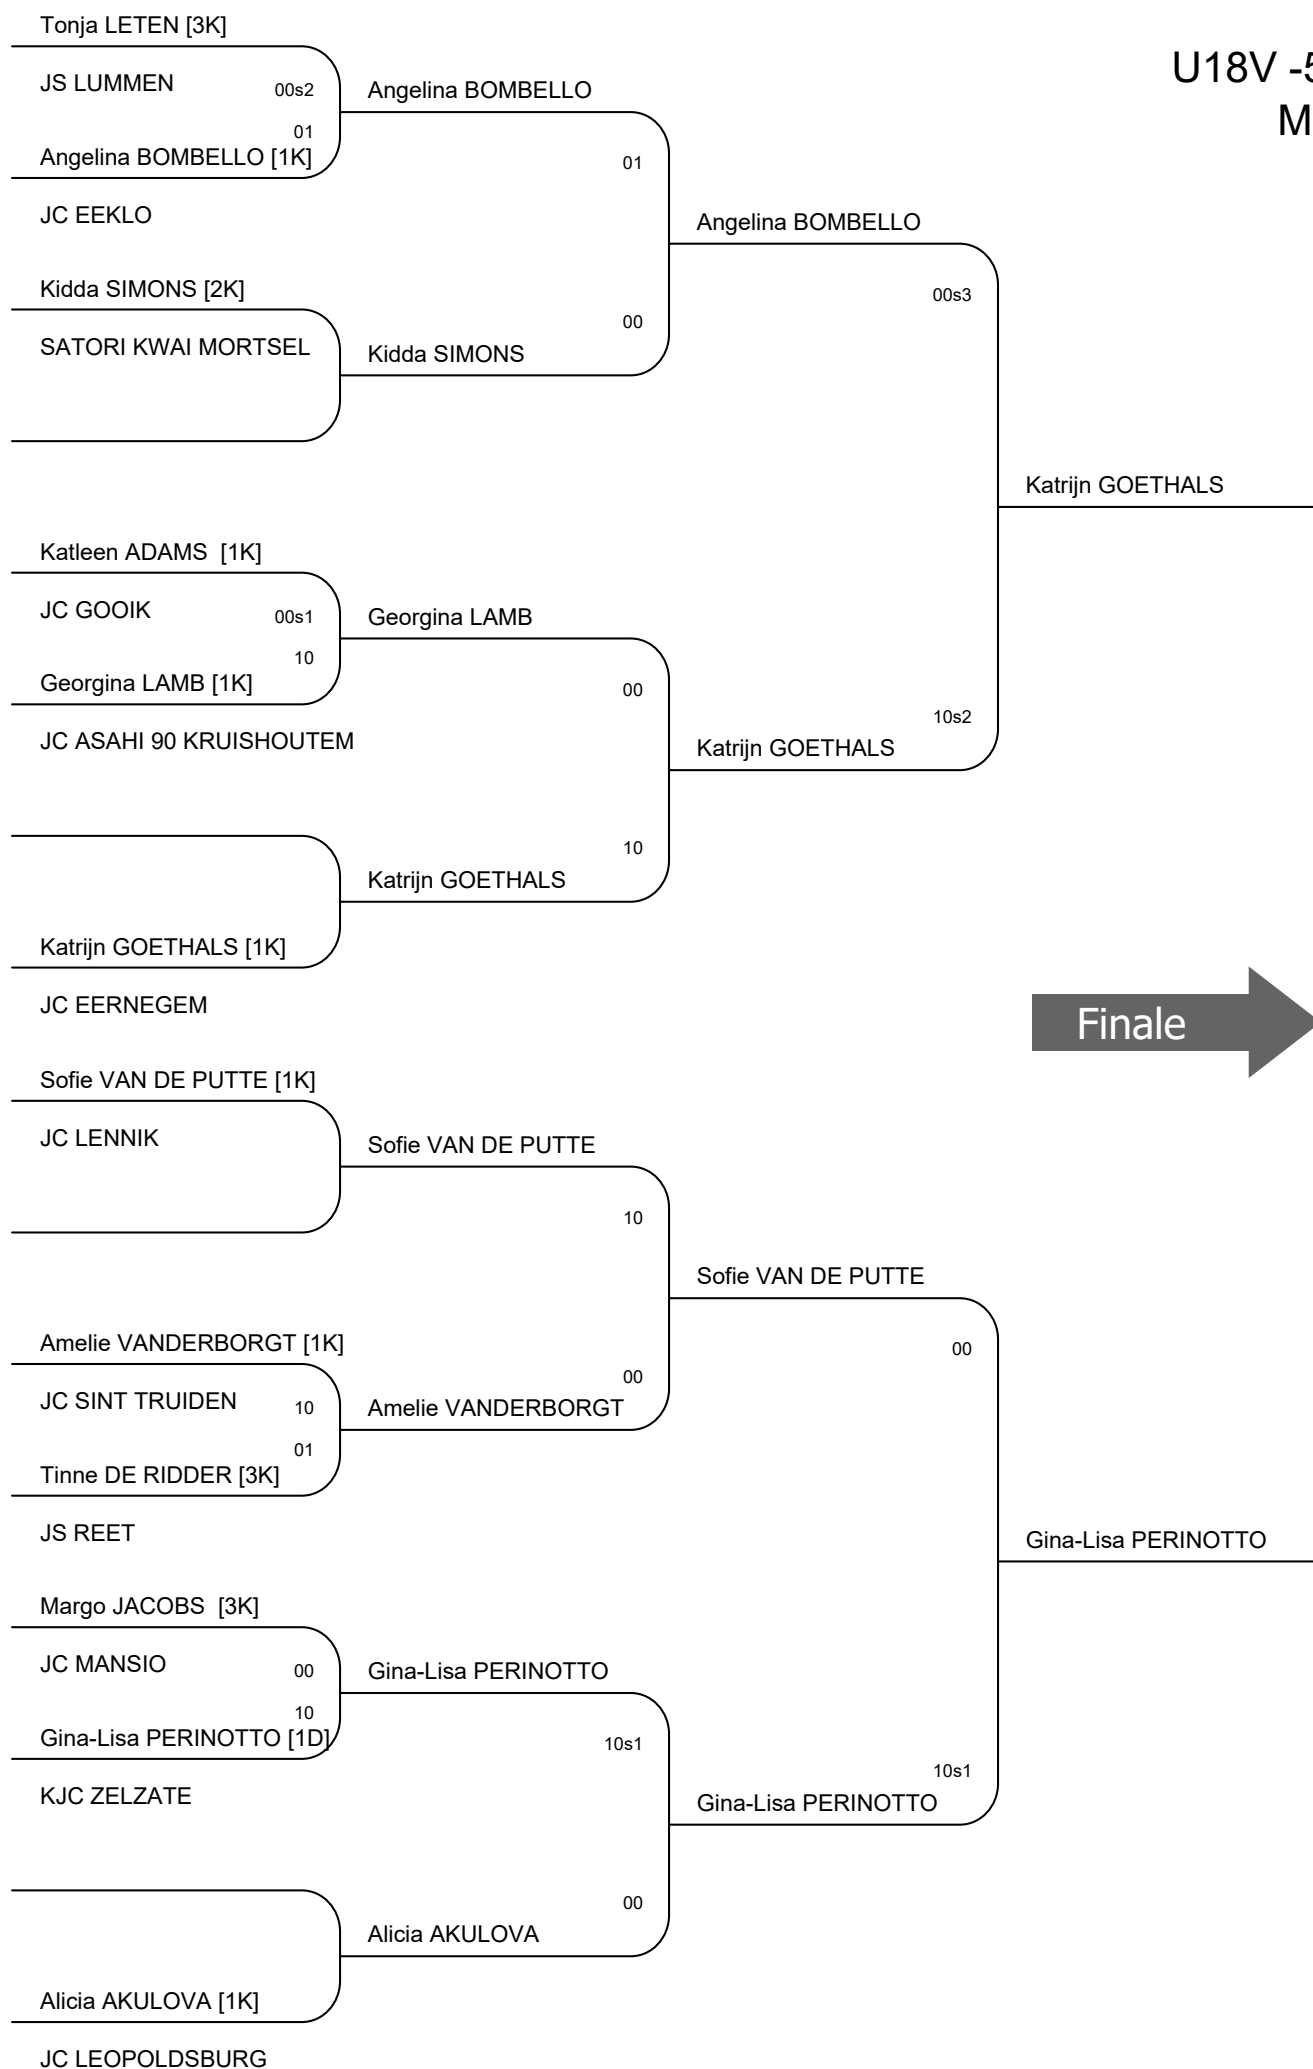 Tonja LETEN [3K]
U18V -5
JS LUMMEN
00s2
Angelina BOMBELLO
M
01
Angelina BOMBELLO [1K]
01
JC EEKLO
Angelina BOMBELLO
Kidda SIMONS [2K]
00s3
00
SATORI KWAI MORTSEL
Kidda SIMONS
Katrijn GOETHALS
Katleen ADAMS [1K]
JC GOOIK
00s1
Georgina LAMB
10
Georgina LAMB [1K]
00
10s2
JC ASAHI 90 KRUISHOUTEM
Katrijn GOETHALS
10
Katrijn GOETHALS
Katrijn GOETHALS [1K]
JC EERNEGEM
Finale
Sofie VAN DE PUTTE [1K]
JC LENNIK
Sofie VAN DE PUTTE
10
Sofie VAN DE PUTTE
Amelie VANDERBORGT [1K]
00
00
JC SINT TRUIDEN
10
Amelie VANDERBORGT
01
Tinne DE RIDDER [3K]
JS REET
Gina-Lisa PERINOTTO
Margo JACOBS [3K]
JC MANSIO
00
Gina-Lisa PERINOTTO
10
Gina-Lisa PERINOTTO [1D]
10s1
10s1
KJC ZELZATE
Gina-Lisa PERINOTTO
00
Alicia AKULOVA
Alicia AKULOVA [1K]
JC LEOPOLDSBURG